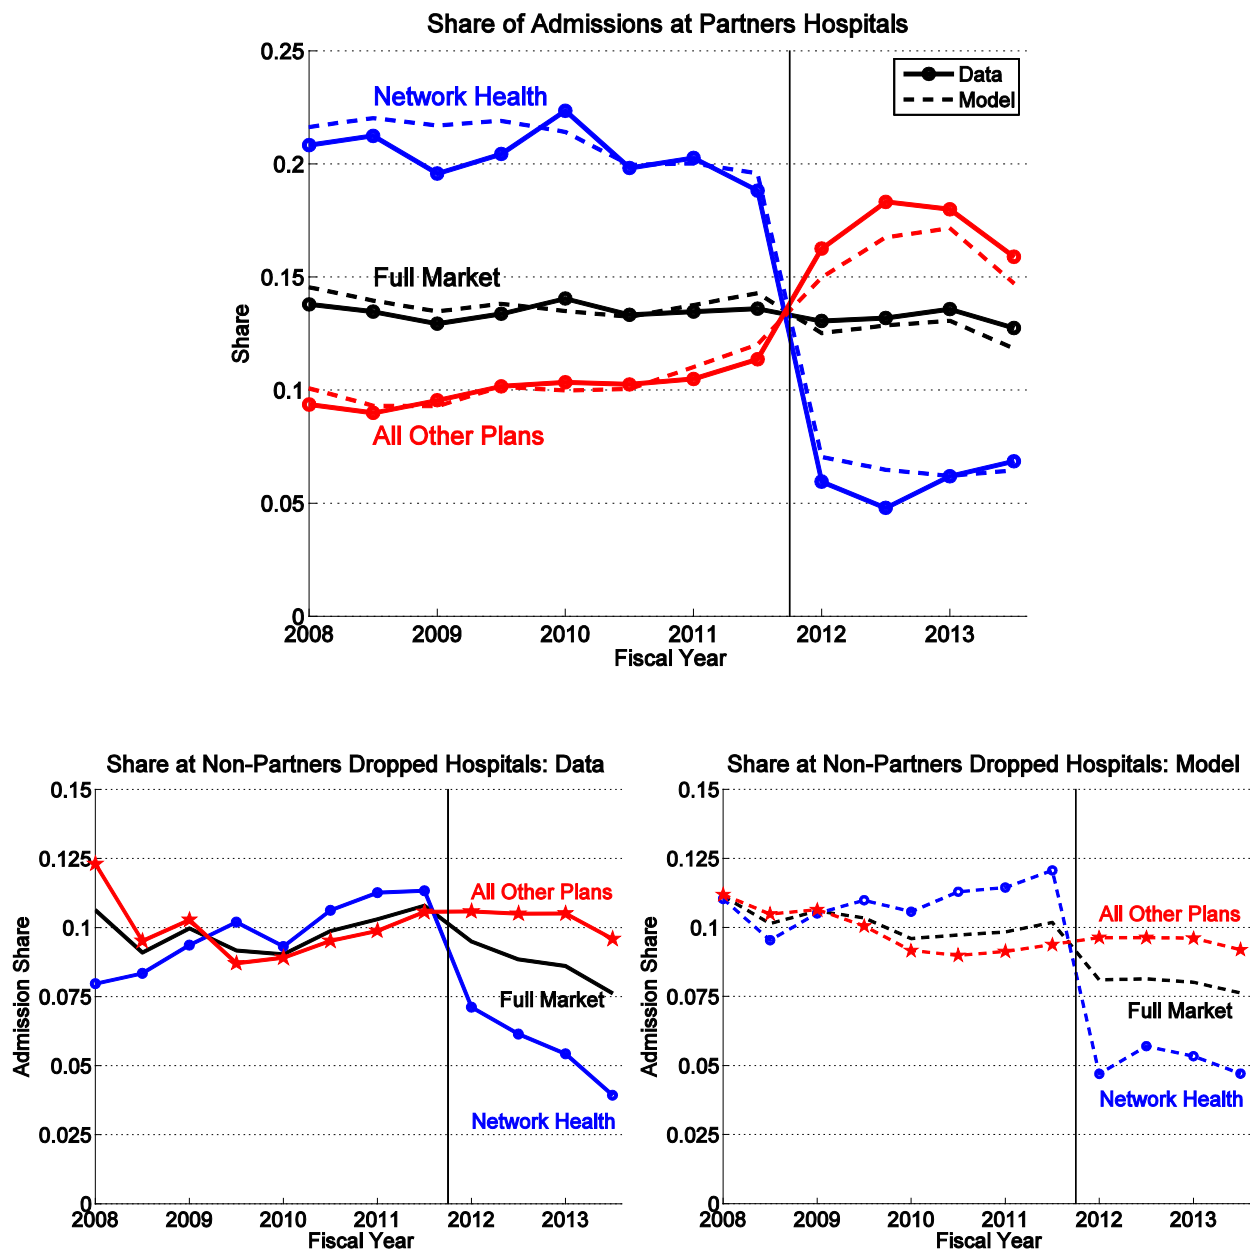 Share of Admissions at Partners Hospitals
0.25
0.2
0.15
0.1
0.05
0
Share
Network Health
Full Market
All Other Plans
Data
Model
2008 2009 2010 2011 2012 2013
Fiscal Year
Share at Non-Partners Dropped Hospitals: Data
0.15
0.125
0.1
0.075
0.05
0.025
0
Admission Share
All Other Plans
Full Market
Network Health
2008 2009 2010 2011 2012 2013
Fiscal Year
Share at Non-Partners Dropped Hospitals: Model
0.15
0.125
0.1
0.075
0.05
0.025
0
Admission Share
All Other Plans
Full Market
Network Health
2008 2009 2010 2011 2012 2013
Fiscal Year